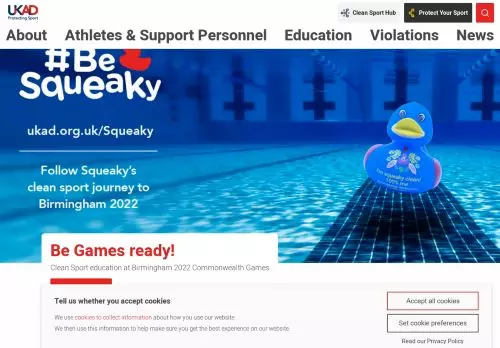 UKAD
Protecting Sport
Clean Sport Hub
Protect Your Sport
About Athletes & Support Personnel Education Violations News
#Be
Squeaky
ukad.org.uk/Squeaky
Follow Squeaky's
clean sport journey to
Birmingham 2022
I'm squeaky clean!
100% me
Be Games ready!
Clean Sport education at Birmingham 2022 Commonwealth Games
Tell us whether you accept cookies
We use cookies to collect information about how you use our website.
We then use this information to help make sure you get the best experience on our website.
Accept all cookies
Set cookie preferences
Read our Privacy Policy